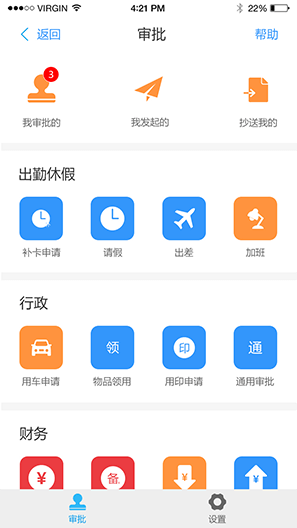 VIRGIN 4:21 PM 22%
返回 审批 帮助
3
我审批的 我发起的 抄送我的
出勤休假
补卡申请 请假 出差 加班
行政
领 印 通
用车申请 物品领用 用印申请 通用审批
财务
¥ 备 ¥ ¥
审批 设置